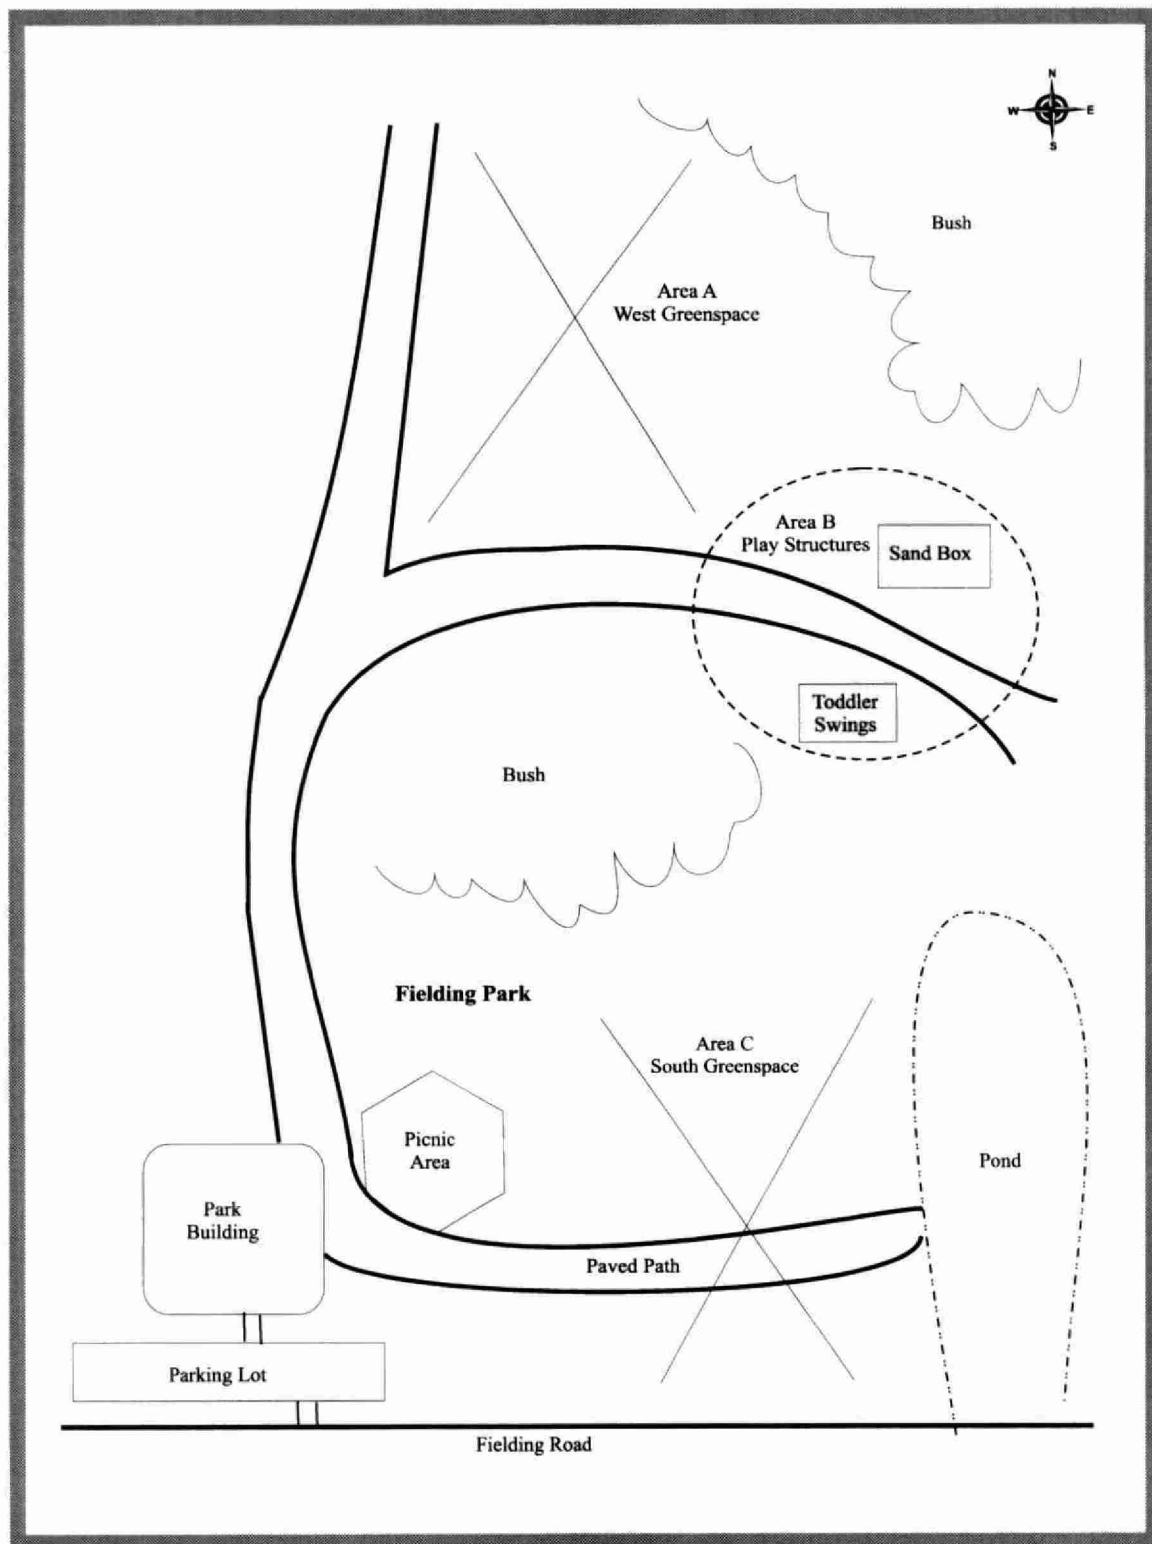 N
W E
S
Bush
Area A
West Greenspace
Area B
Play Structures
Sand Box
Toddler
Swings
Bush
Fielding Park
Area C
South Greenspace
Picnic
Area
Pond
Park
Building
Paved Path
Parking Lot
Fielding Road